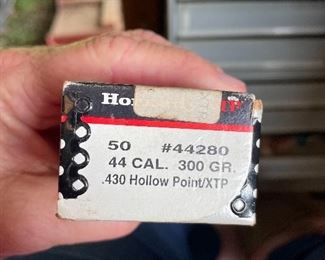 50 #44280
44 CAL. 300 GR.
.430 Hollow Point/XTP